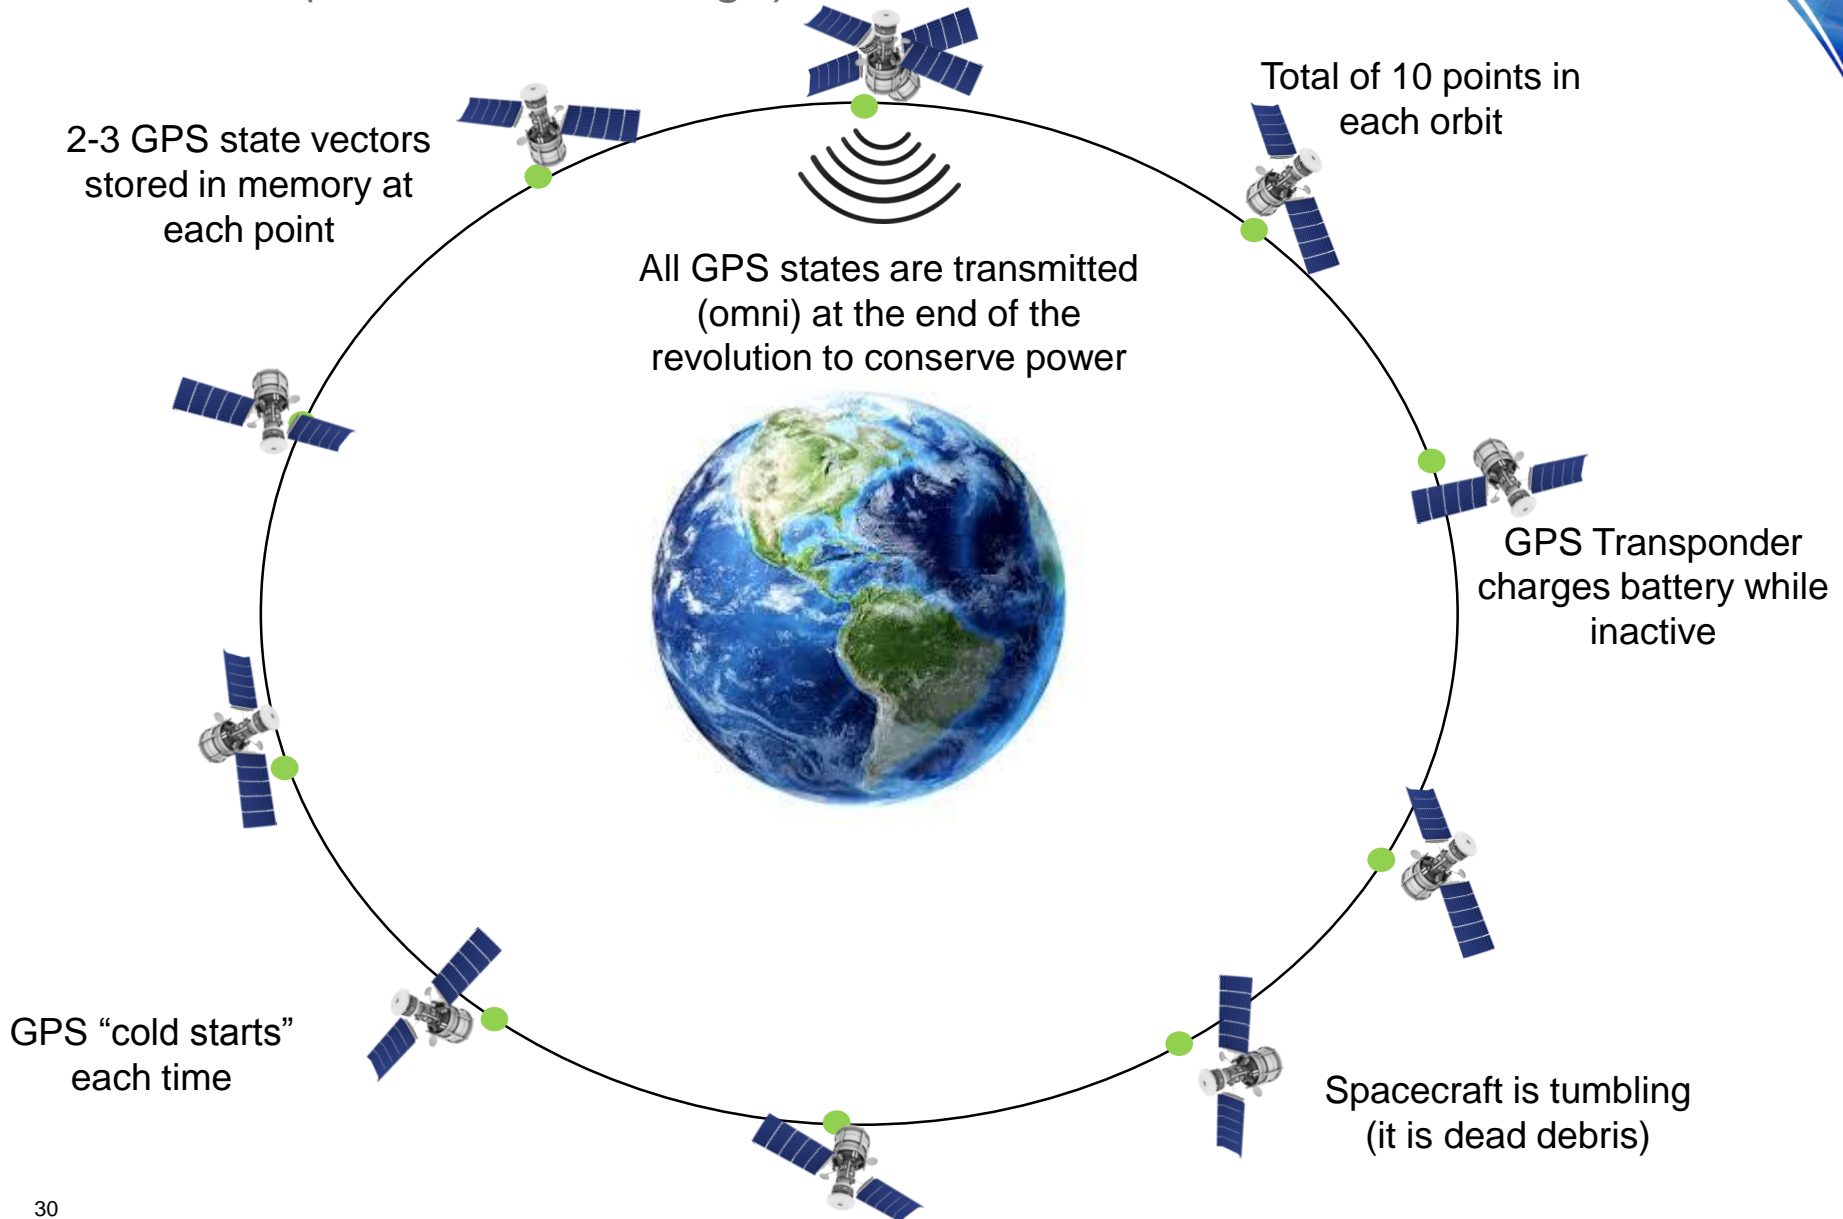 Total of 10 points in
each orbit
2-3 GPS state vectors
stored in memory at
each point
All GPS states are transmitted
(omni) at the end of the
revolution to conserve power
GPS Transponder
charges battery while
inactive
GPS “cold starts”
each time
Spacecraft is tumbling
(it is dead debris)
30